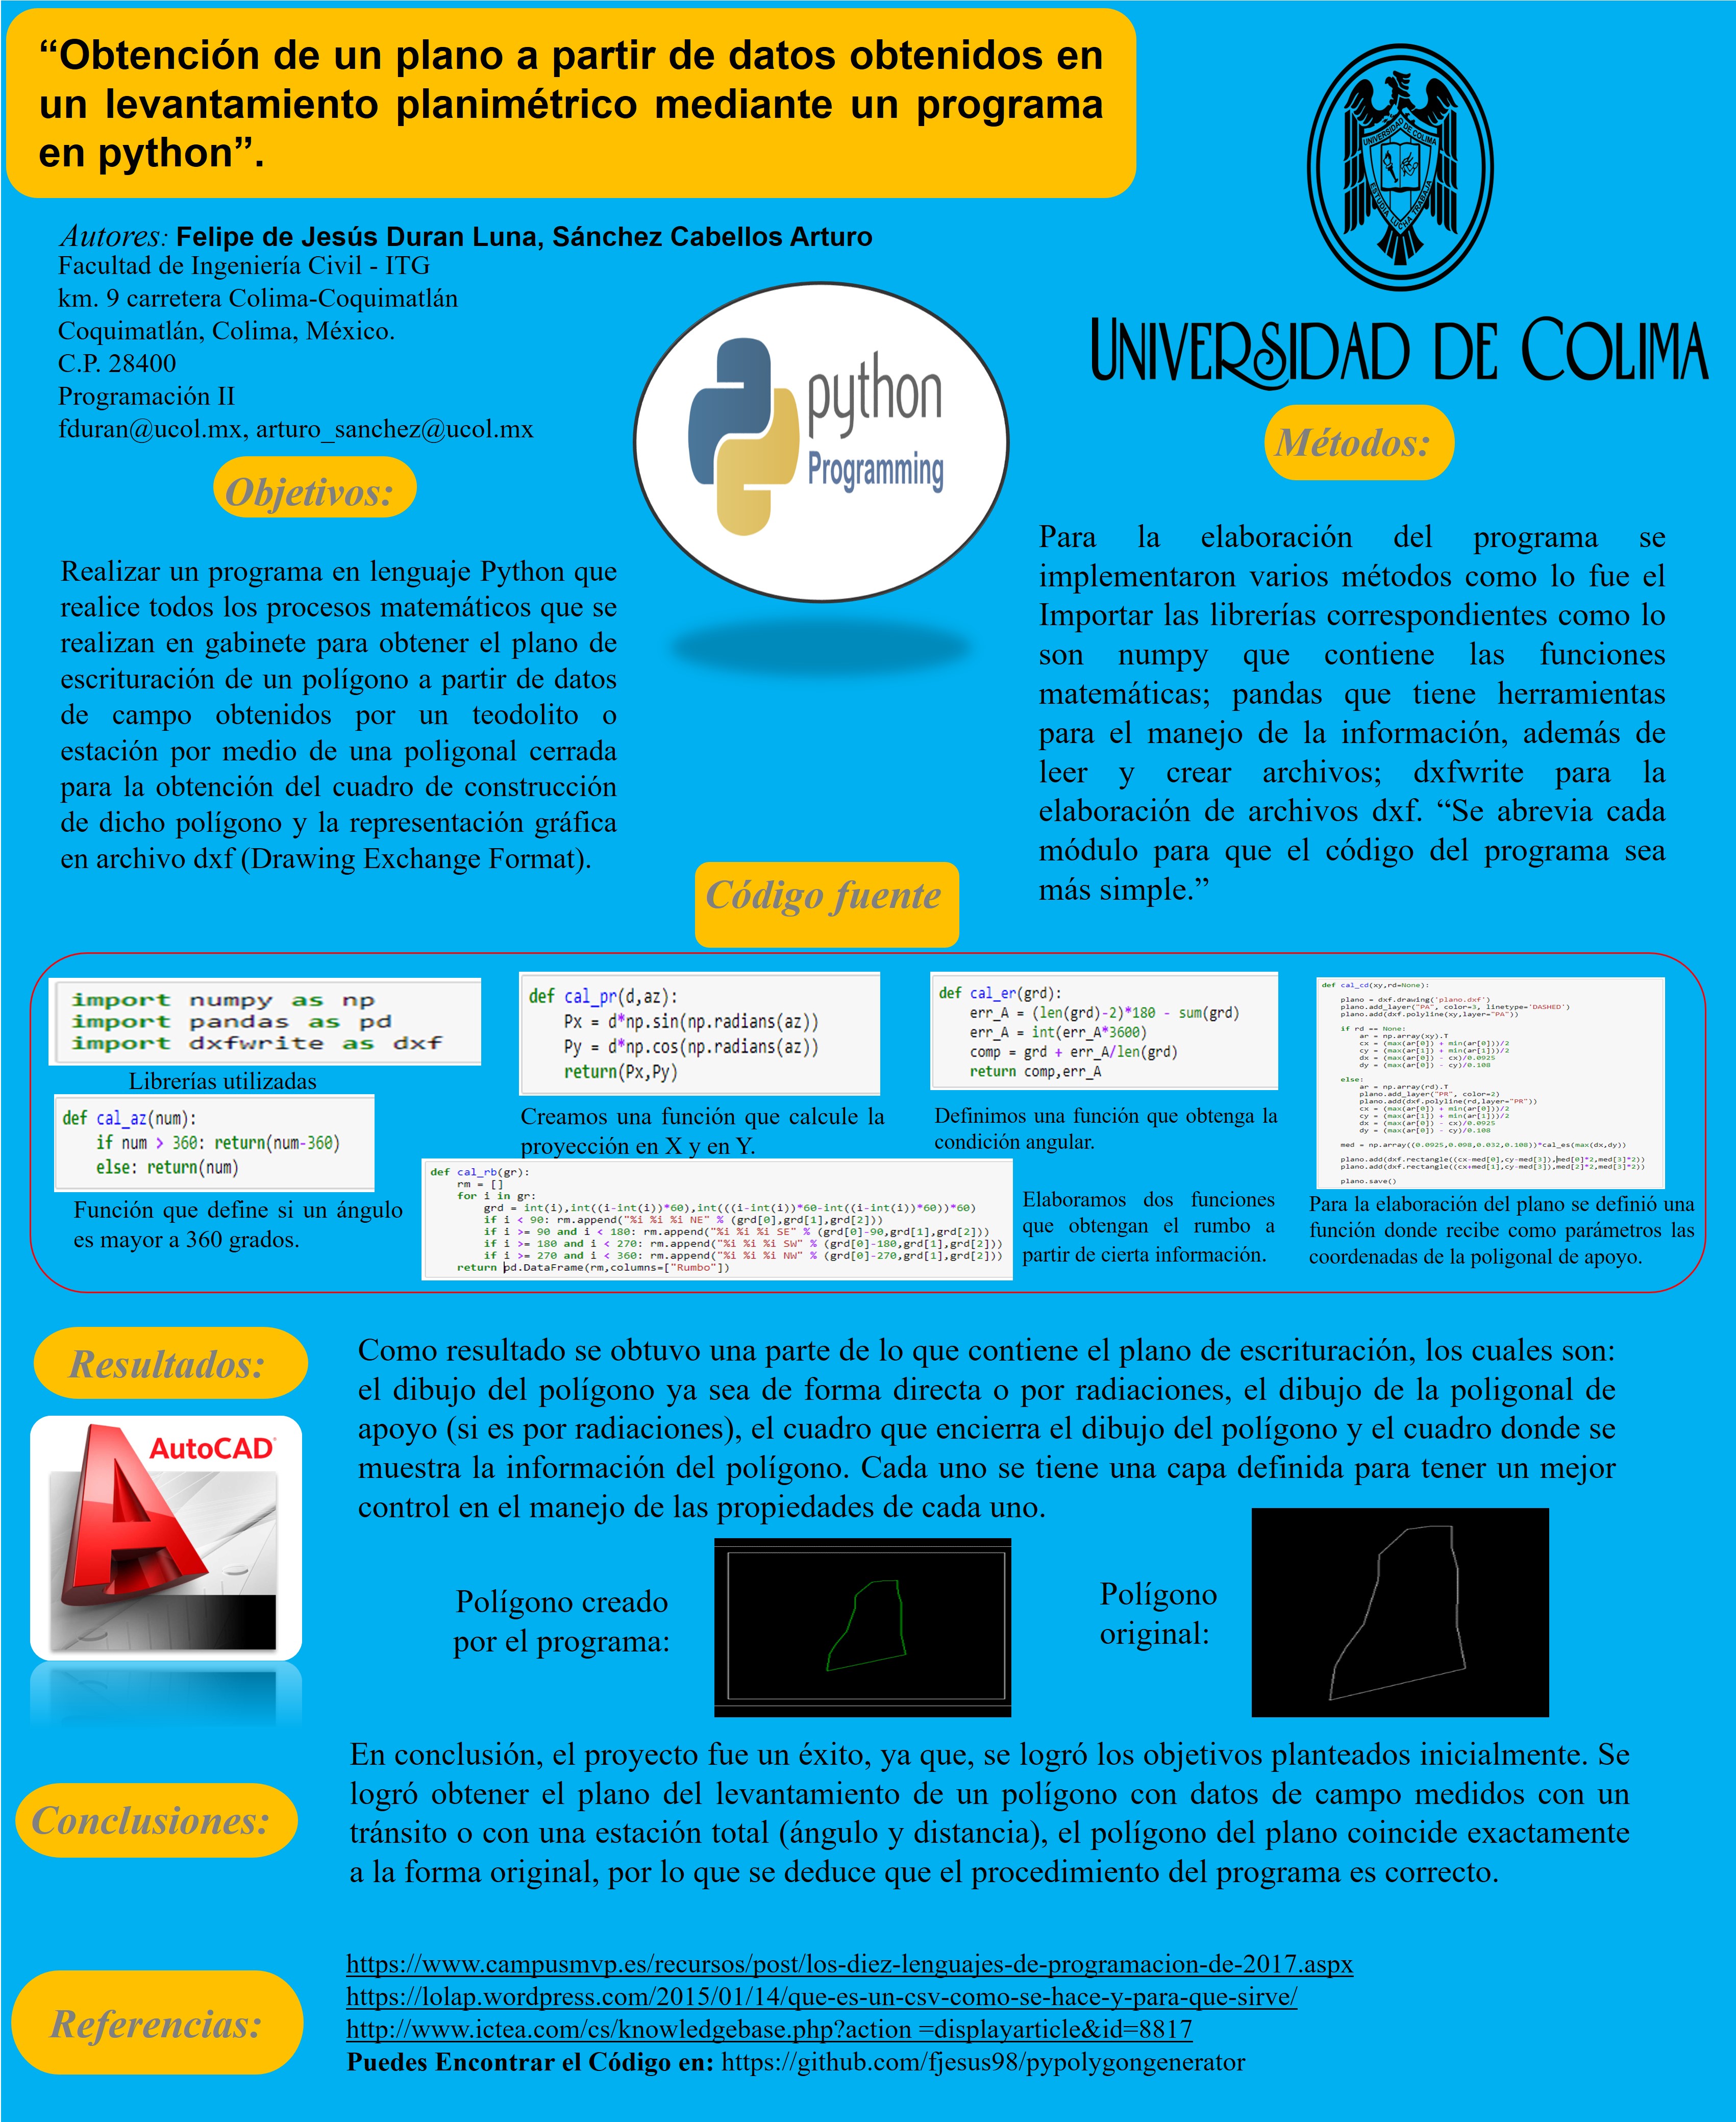 “Obtención de un plano a partir de datos obtenidos en
un levantamiento planimétrico mediante un programa
en python”.
UNIVERSIDAD DE COLIMA
ESTUDIA LUCHA TRABAJA
UNIVERSIDAD DE COLIMA
Autores: Felipe de Jesús Duran Luna, Sánchez Cabellos Arturo
Facultad de Ingeniería Civil - ITG
km. 9 carretera Colima-Coquimatlán
Coquimatlán, Colima, México.
C.P. 28400
Programación II
fduran@ucol.mx, arturo_sanchez@ucol.mx
python
Programming
Objetivos:
Realizar un programa en lenguaje Python que
realice todos los procesos matemáticos que se
realizan en gabinete para obtener el plano de
escrituración de un polígono a partir de datos
de campo obtenidos por un teodolito o
estación por medio de una poligonal cerrada
para la obtención del cuadro de construcción
de dicho polígono y la representación gráfica
en archivo dxf (Drawing Exchange Format).
Métodos:
Para la elaboración del programa se
implementaron varios métodos como lo fue el
Importar las librerías correspondientes como lo
son numpy que contiene las funciones
matemáticas; pandas que tiene herramientas
para el manejo de la información, además de
leer y crear archivos; dxfwrite para la
elaboración de archivos dxf. “Se abrevia cada
módulo para que el código del programa sea
más simple.”
Código fuente
import numpy as np
import pandas as pd
import dxfwrite as dxf
Librerías utilizadas
def cal_az(num):
if num > 360: return(num-360)
else: return(num)
Función que define si un ángulo
es mayor a 360 grados.
def cal_pr(d,az):
Px = d*np.sin(np.radians(az))
Py = d*np.cos(np.radians(az))
return(Px,Py)
Creamos una función que calcule la
proyección en X y en Y.
def cal_er(grd):
err_A = (len(grd)-2)*180 - sum(grd)
err_A = int(err_A*3600)
comp = grd + err_A/len(grd)
return comp,err_A
Definimos una función que obtenga la
condición angular.
def cal_rb(gr):
rm = []
for i in gr:
grd = int(i),int((i-int(i))*60),int(((i-int(i))*60-int((i-int(i))*60))*60)
if i < 90: rm.append("%i %i %i NE" % (grd[0],grd[1],grd[2]))
if i >= 90 and i < 180: rm.append("%i %i %i SE" % (grd[0]-90,grd[1],grd[2]))
if i >= 180 and i < 270: rm.append("%i %i %i SW" % (grd[0]-180,grd[1],grd[2]))
if i >= 270 and i < 360: rm.append("%i %i %i NW" % (grd[0]-270,grd[1],grd[2]))
return pd.DataFrame(rm,columns=["Rumbo"])
Elaboramos dos funciones
que obtengan el rumbo a
partir de cierta información.
def cal_cd(xy,rd=None):
plano = dxf.drawing('plano.dxf')
plano.add_layer("PA", color=3, linetype='DASHED')
plano.add(dxf.polyline(xy,layer="PA"))
if rd == None:
ar = np.array(xy).T
cx = (max(ar[0]) + min(ar[0]))/2
cy = (max(ar[1]) + min(ar[1]))/2
dx = (max(ar[0]) - cx)/0.0925
dy = (max(ar[0]) - cy)/0.108
else:
ar = np.array(rd).T
plano.add_layer("PR", color=2)
plano.add(dxf.polyline(rd,layer="PR"))
cx = (max(ar[0]) + min(ar[0]))/2
cy = (max(ar[1]) + min(ar[1]))/2
dx = (max(ar[0]) - cx)/0.0925
dy = (max(ar[0]) - cy)/0.108
med = np.array((0.0925,0.098,0.032,0.108))*cal_es(max(dx,dy))
plano.add(dxf.rectangle((cx-med[0],cy-med[3]),med[0]*2,med[3]*2))
plano.add(dxf.rectangle((cx+med[1],cy-med[3]),med[2]*2,med[3]*2))
plano.save()
Para la elaboración del plano se definió una
función donde recibe como parámetros las
coordenadas de la poligonal de apoyo.
Resultados:
AutoCAD
Como resultado se obtuvo una parte de lo que contiene el plano de escrituración, los cuales son:
el dibujo del polígono ya sea de forma directa o por radiaciones, el dibujo de la poligonal de
apoyo (si es por radiaciones), el cuadro que encierra el dibujo del polígono y el cuadro donde se
muestra la información del polígono. Cada uno se tiene una capa definida para tener un mejor
control en el manejo de las propiedades de cada uno.
Polígono creado
por el programa:
Polígono
original:
Conclusiones:
En conclusión, el proyecto fue un éxito, ya que, se logró los objetivos planteados inicialmente. Se
logró obtener el plano del levantamiento de un polígono con datos de campo medidos con un
tránsito o con una estación total (ángulo y distancia), el polígono del plano coincide exactamente
a la forma original, por lo que se deduce que el procedimiento del programa es correcto.
Referencias:
https://www.campusmvp.es/recursos/post/los-diez-lenguajes-de-programacion-de-2017.aspx
https://lolap.wordpress.com/2015/01/14/que-es-un-csv-como-se-hace-y-para-que-sirve/
http://www.ictea.com/cs/knowledgebase.php?action =displayarticle&id=8817
Puedes Encontrar el Código en: https://github.com/fjesus98/pypolygongenerator